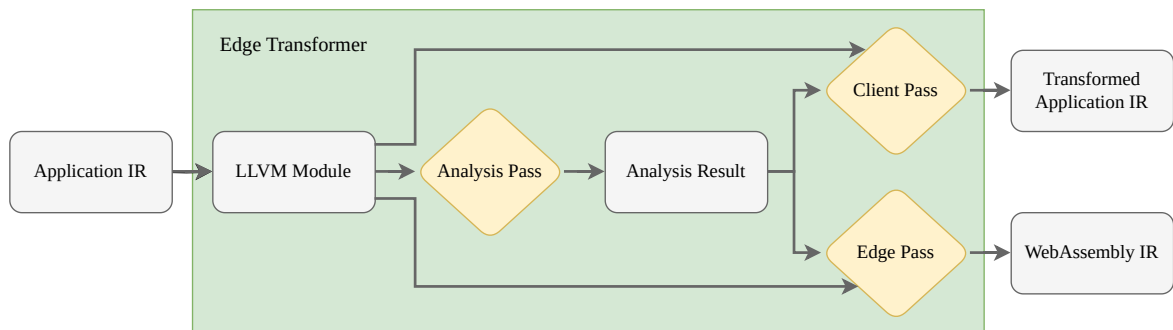 Edge Transformer
Application IR
LLVM Module
Analysis Pass
Analysis Result
Client Pass
Edge Pass
Transformed
Application IR
WebAssembly IR